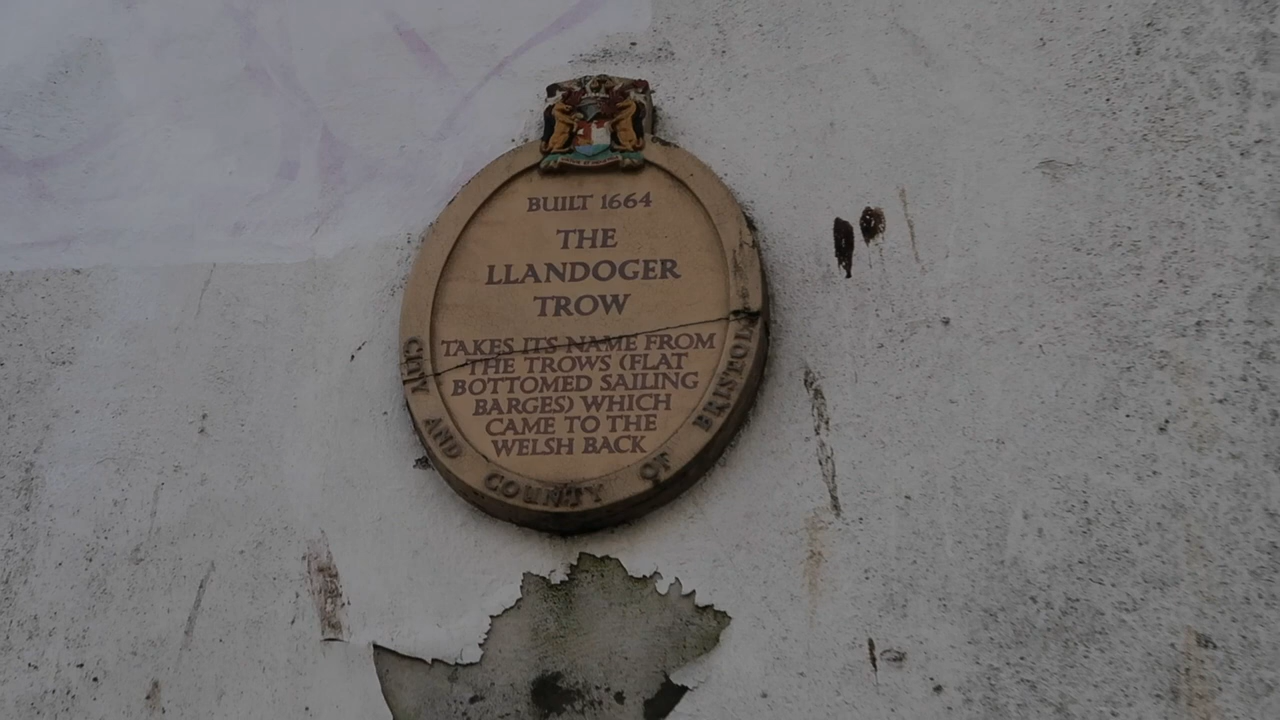 BUILT 1664
THE
LLANDOGER
TROW
TAKES ITS NAME FROM
THE TROWS (FLAT
BOTTOMED SAILING
BARGES) WHICH
CAME TO THE
WELSH BACK
CITY AND COUNTY OF BRISTOL